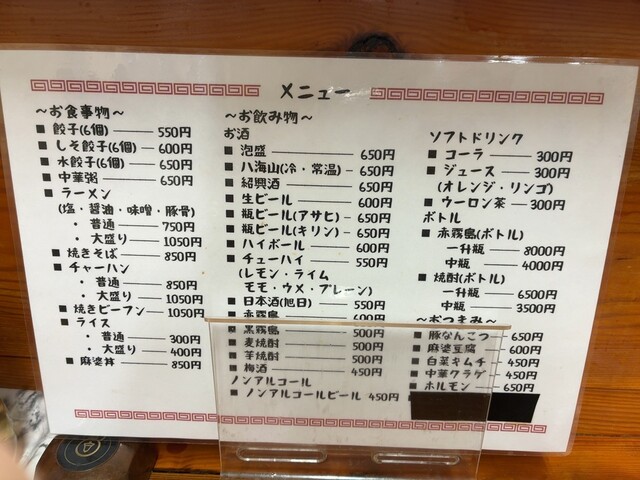 メニュー
～お食事物～
■ 餃子(6個) 550円
■ しそ餃子(6個) 600円
■ 水餃子(6個) 650円
■ 中華粥 650円
■ ラーメン
(塩・醤油・味噌・豚骨)
・ 普通 750円
・ 大盛り 1050円
■ 焼きそば 850円
■ チャーハン
・ 普通 850円
・ 大盛り 1050円
■ 焼きビーフン 1050円
■ ライス
・ 普通 300円
・ 大盛り 400円
■ 麻婆丼 850円
～お飲み物～
お酒
■ 泡盛 650円
■ 八海山(冷・常温) 650円
■ 紹興酒 650円
■ 生ビール 600円
■ 瓶ビール(アサヒ) 650円
■ 瓶ビール(キリン) 650円
■ ハイボール 600円
■ チューハイ 550円
(レモン・ライム
モモ・ウメ・プレーン)
■ 日本酒(旭日) 550円
■ 赤霧島 600円
■ 黒霧島 500円
■ 麦焼酎 500円
■ 芋焼酎 500円
■ 梅酒 450円
ノンアルコール
■ ノンアルコールビール 450円
ソフトドリンク
■ コーラ 300円
■ ジュース 300円
(オレンジ・リンゴ)
■ ウーロン茶 300円
ボトル
■ 赤霧島(ボトル)
一升瓶 8000円
中瓶 4000円
■ 焼酎(ボトル)
一升瓶 6500円
中瓶 3500円
～おつまみ～
■ 豚なんこつ 650円
■ 麻婆豆腐 600円
■ 白菜キムチ 450円
■ 中華クラゲ 450円
■ ホルモン 650円